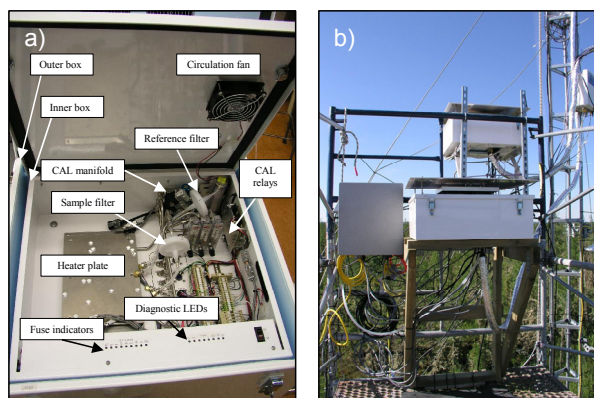 a)
Outer box
Circulation fan
Inner box
Reference filter
CAL manifold
CAL
relays
Sample filter
Heater plate
Diagnostic LEDs
Fuse indicators
b)